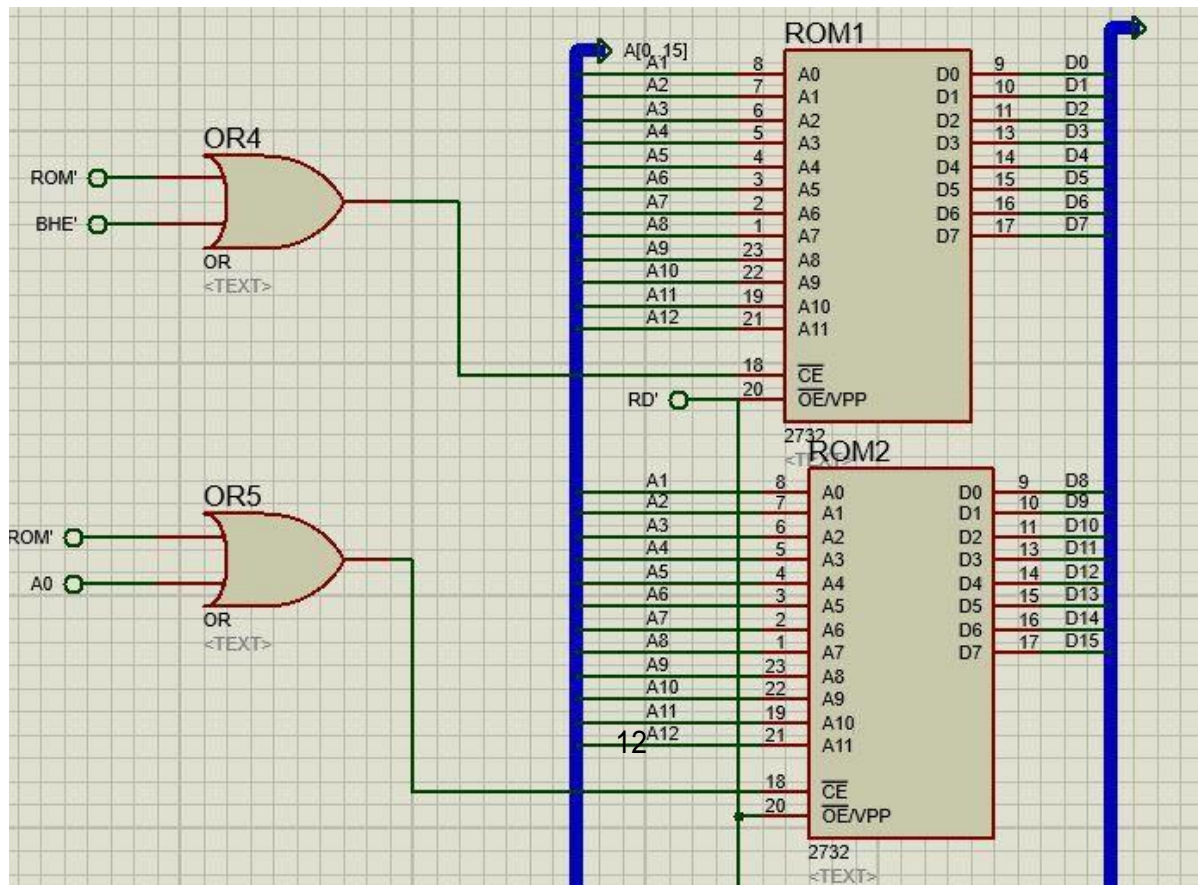 ROM1
A[0..15]
A1 8 A0 D0 9 D0
A2 7 A1 D1 10 D1
A3 6 A2 D2 11 D2
A4 5 A3 D3 13 D3
A5 4 A4 D4 14 D4
A6 3 A5 D5 15 D5
A7 2 A6 D6 16 D6
A8 1 A7 D7 17 D7
A9 23 A8
A10 22 A9
A11 19 A10
A12 21 A11
18 CE
RD' 20 OE/VPP
2732
<TEXT>
OR4
ROM'
BHE'
OR
<TEXT>
ROM2
A1 8 A0 D0 9 D8
A2 7 A1 D1 10 D9
A3 6 A2 D2 11 D10
A4 5 A3 D3 13 D11
A5 4 A4 D4 14 D12
A6 3 A5 D5 15 D13
A7 2 A6 D6 16 D14
A8 1 A7 D7 17 D15
A9 23 A8
A10 22 A9
A11 19 A10
12 A12 21 A11
18 CE
20 OE/VPP
2732
<TEXT>
OR5
ROM'
A0
OR
<TEXT>